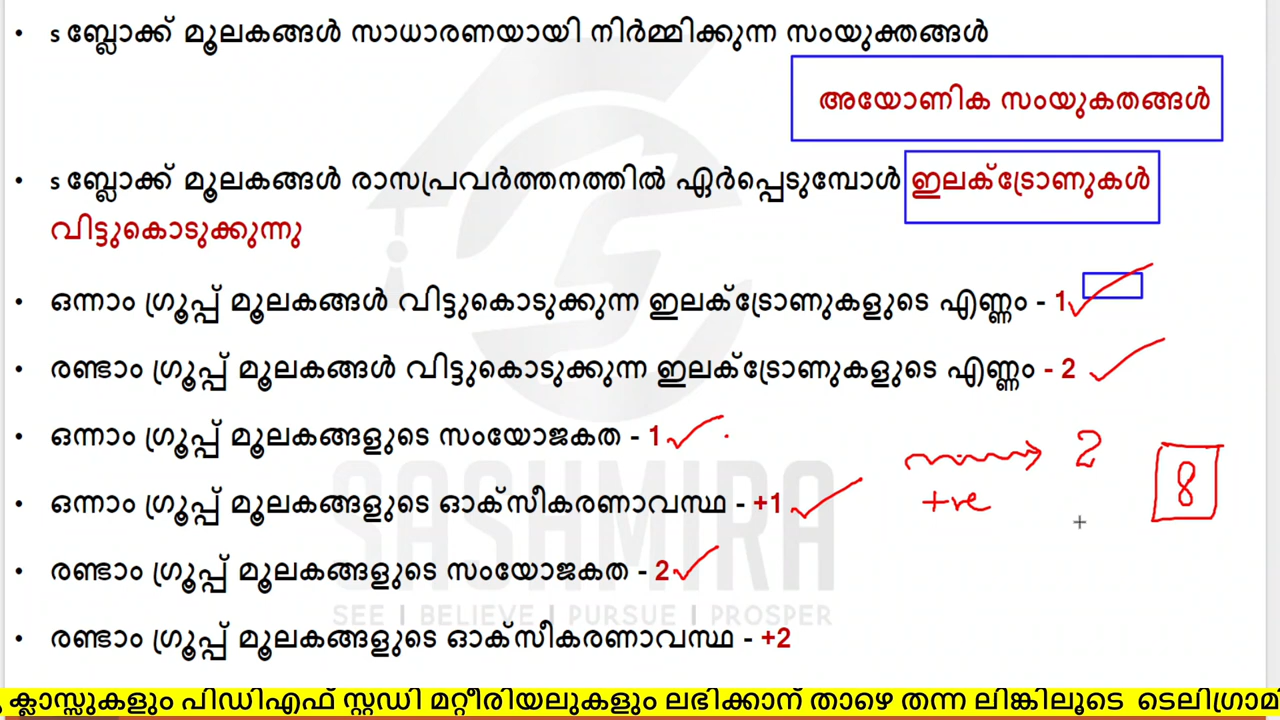 • s ബ്ലോക്ക് മൂലകങ്ങൾ സാധാരണയായി നിർമ്മിക്കുന്ന സംയുക്തങ്ങൾ
അയോണിക സംയുകതങ്ങൾ
• s ബ്ലോക്ക് മൂലകങ്ങൾ രാസപ്രവർത്തനത്തിൽ ഏർപ്പെടുമ്പോൾ ഇലക്ട്രോണുകൾ
വിട്ടുകൊടുക്കുന്നു
• ഒന്നാം ഗ്രൂപ്പ് മൂലകങ്ങൾ വിട്ടുകൊടുക്കുന്ന ഇലക്ട്രോണുകളുടെ എണ്ണം - 1
• രണ്ടാം ഗ്രൂപ്പ് മൂലകങ്ങൾ വിട്ടുകൊടുക്കുന്ന ഇലക്ട്രോണുകളുടെ എണ്ണം - 2
• ഒന്നാം ഗ്രൂപ്പ് മൂലകങ്ങളുടെ സംയോജകത - 1
2
8
• ഒന്നാം ഗ്രൂപ്പ് മൂലകങ്ങളുടെ ഓക്സീകരണാവസ്ഥ - +1
+ve
SASHMIRA
• രണ്ടാം ഗ്രൂപ്പ് മൂലകങ്ങളുടെ സംയോജകത - 2
SEE | BELIEVE | PURSUE | PROSPER
• രണ്ടാം ഗ്രൂപ്പ് മൂലകങ്ങളുടെ ഓക്സീകരണാവസ്ഥ - +2
ക്ലാസ്സുകളും പിഡിഎഫ് സ്റ്റഡി മറ്റീരിയലുകളും ലഭിക്കാന് താഴെ തന്ന ലിങ്കിലൂടെ ടെലിഗ്രാമി